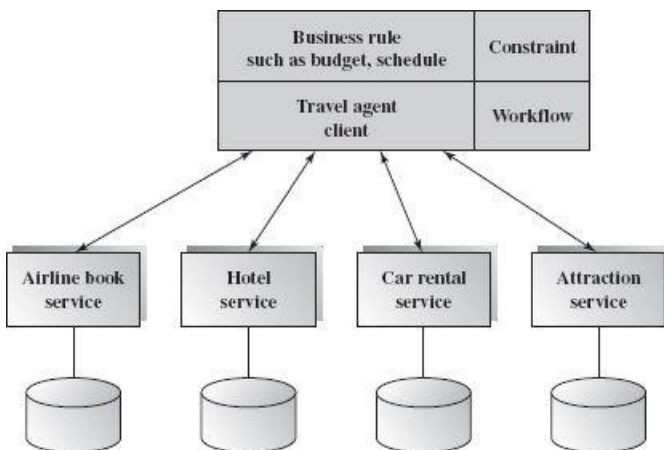 Business rule
such as budget, schedule
Constraint
Travel agent
client
Workflow
Airline book
service
Hotel
service
Car rental
service
Attraction
service